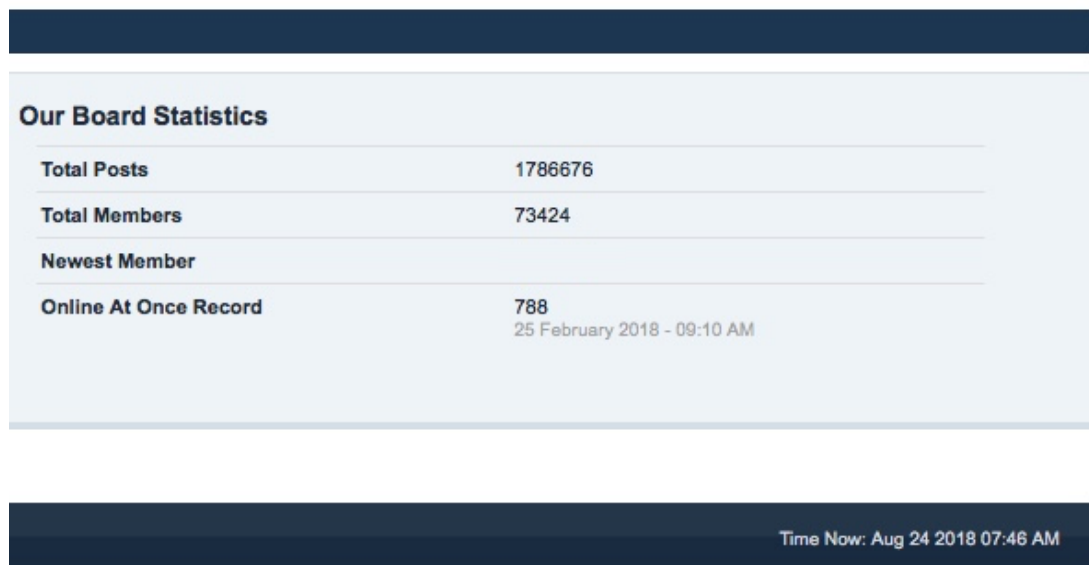 Our Board Statistics
Total Posts 1786676
Total Members 73424
Newest Member
Online At Once Record 788
25 February 2018 - 09:10 AM
Time Now: Aug 24 2018 07:46 AM